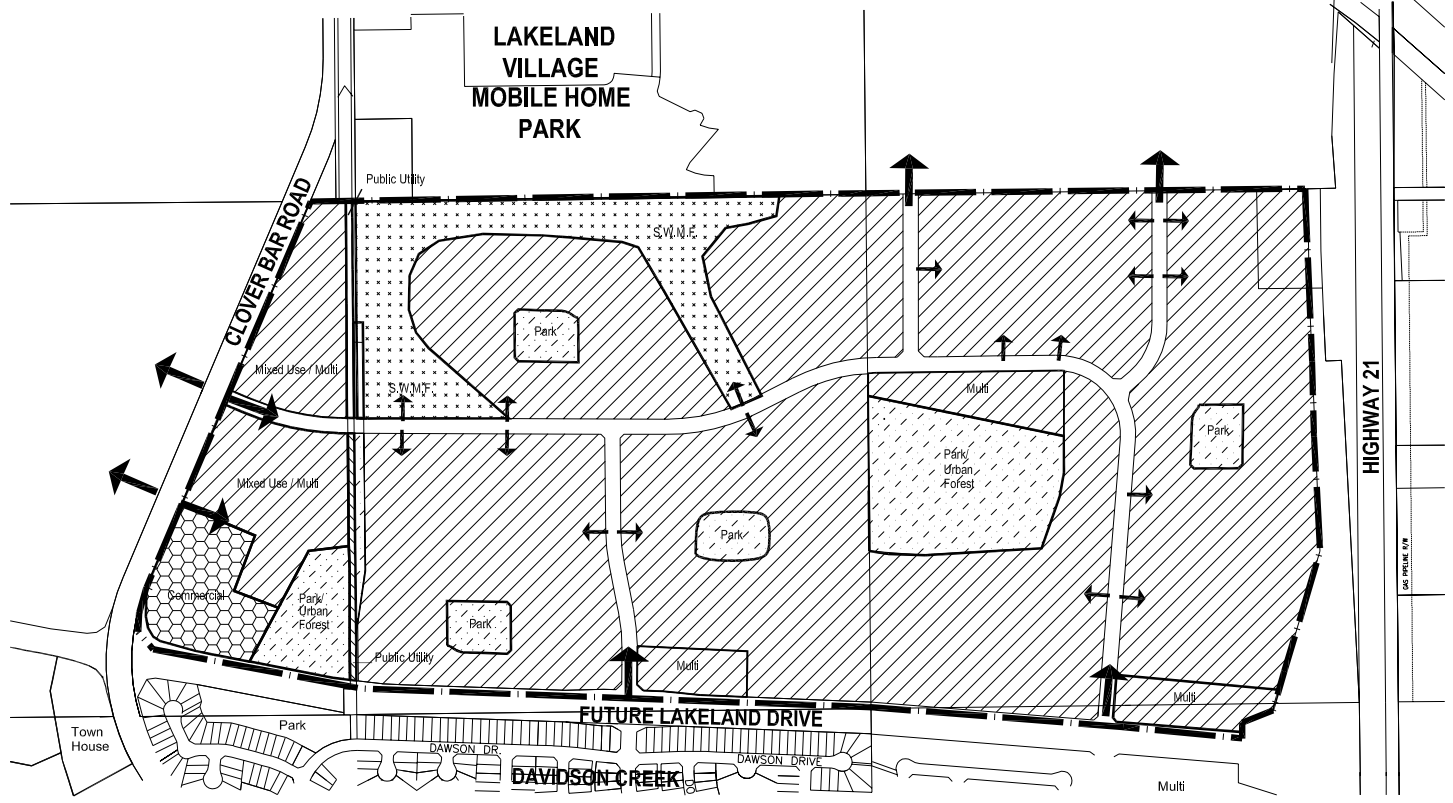 LAKELAND
VILLAGE
MOBILE HOME
PARK
Public Utility
CLOVER BAR ROAD
S.W.M.F.
Park
Mixed Use / Multi
S.W.M.F.
Multi
HIGHWAY 21
Park
Park/
Urban
Forest
Mixed Use / Multi
Park
GAS PIPELINE R/W
Commercial
Park/
Urban
Forest
Park
Public Utility
Multi
Multi
FUTURE LAKELAND DRIVE
Park
Town
House
DAWSON DR.
DAWSON DRIVE
DAVIDSON CREEK
Multi